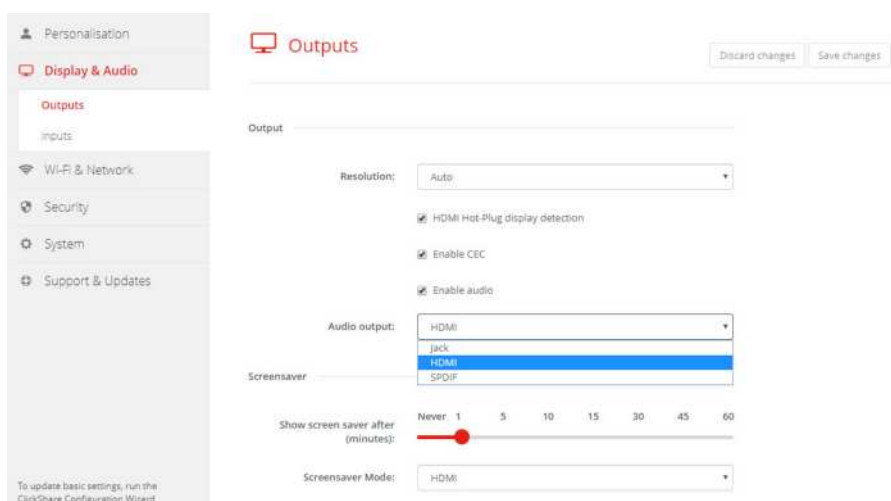 Personalisation
Display & Audio
Outputs
Inputs
Wi-Fi & Network
Security
System
Support & Updates
To update basic settings, run the
ClickShare Configuration Wizard
Outputs
Discard changes
Save changes
Output
Resolution:
Auto
HDMI Hot-Plug display detection
Enable CEC
Enable audio
Audio output:
HDMI
Jack
HDMI
SPDIF
Screensaver
Show screen saver after
(minutes):
Never 1 5 10 15 30 45 60
Screensaver Mode:
HDMI